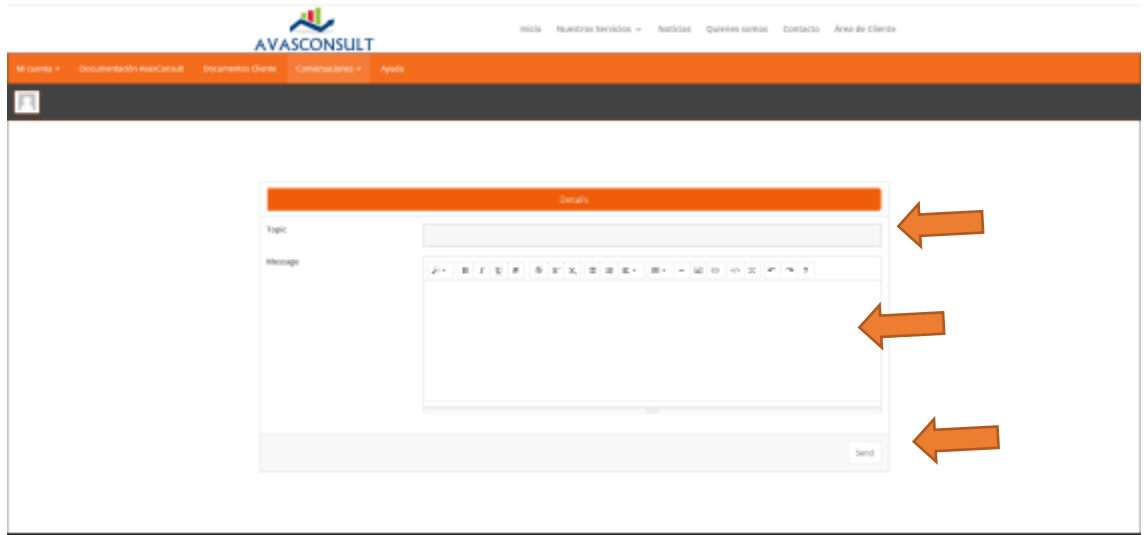 AVASCONSULT
Inicio Nuestros Servicios Noticias Quienes somos Contacto Área de Cliente
Mi cuenta Documentación AvasConsult Documentos Cliente Conversaciones Ayuda
Details
Topic
Message
B I U S X X ?
Send